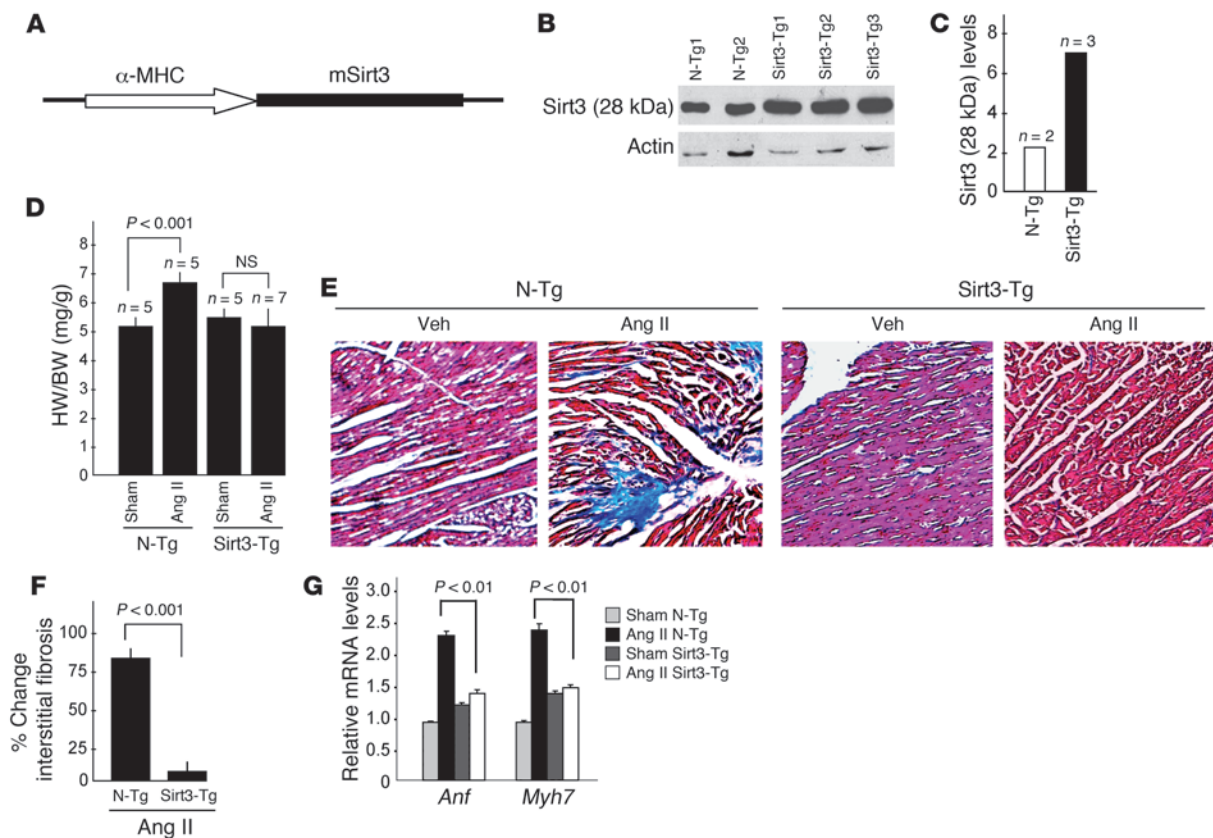 A
α-MHC
mSirt3
B
N-Tg1
N-Tg2
Sirt3-Tg1
Sirt3-Tg2
Sirt3-Tg3
Sirt3 (28 kDa)
Actin
C
Sirt3 (28 kDa) levels
8
6
4
2
0
n = 2
n = 3
N-Tg
Sirt3-Tg
D
HW/BW (mg/g)
8
7
6
5
4
3
2
1
0
P < 0.001
NS
n = 5
n = 5
n = 5
n = 7
Sham
Ang II
Sham
Ang II
N-Tg
Sirt3-Tg
E
N-Tg
Sirt3-Tg
Veh
Ang II
Veh
Ang II
F
% Change
interstitial fibrosis
100
75
50
25
0
P < 0.001
N-Tg
Sirt3-Tg
Ang II
G
Relative mRNA levels
3.0
2.5
2.0
1.5
1.0
0.5
0
P < 0.01
P < 0.01
Anf
Myh7
Sham N-Tg
Ang II N-Tg
Sham Sirt3-Tg
Ang II Sirt3-Tg